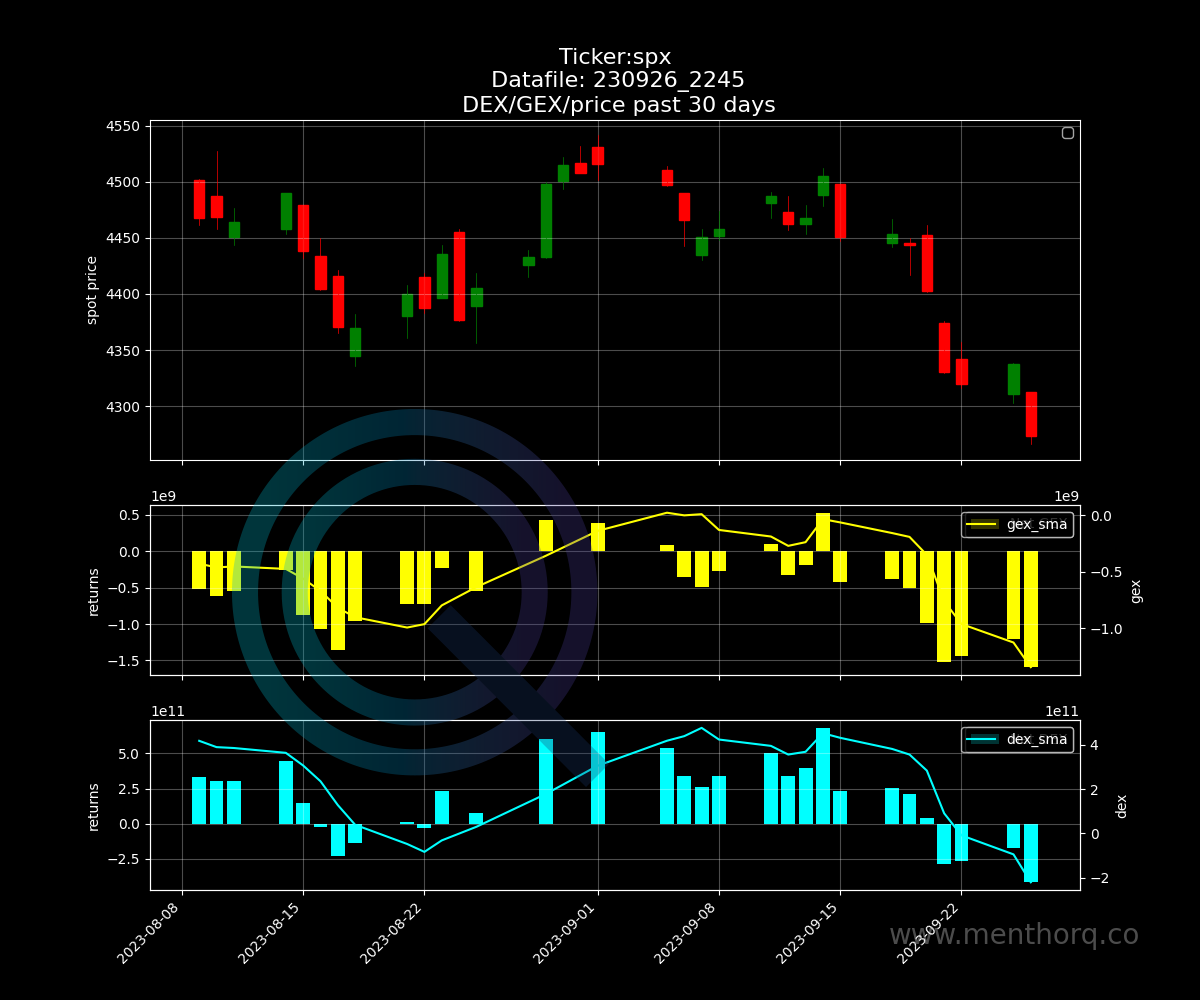 Ticker:spx
Datafile: 230926_2245
DEX/GEX/price past 30 days
4550
4500
4450
4400
4350
4300
spot price
1e9
1e9
0.5
0.0
−0.5
−1.0
−1.5
returns
gex_sma
0.0
−0.5
−1.0
gex
1e11
1e11
5.0
2.5
0.0
−2.5
returns
dex_sma
4
2
0
−2
dex
2023-08-08
2023-08-15
2023-08-22
2023-09-01
2023-09-08
2023-09-15
2023-09-22
www.menthorq.co